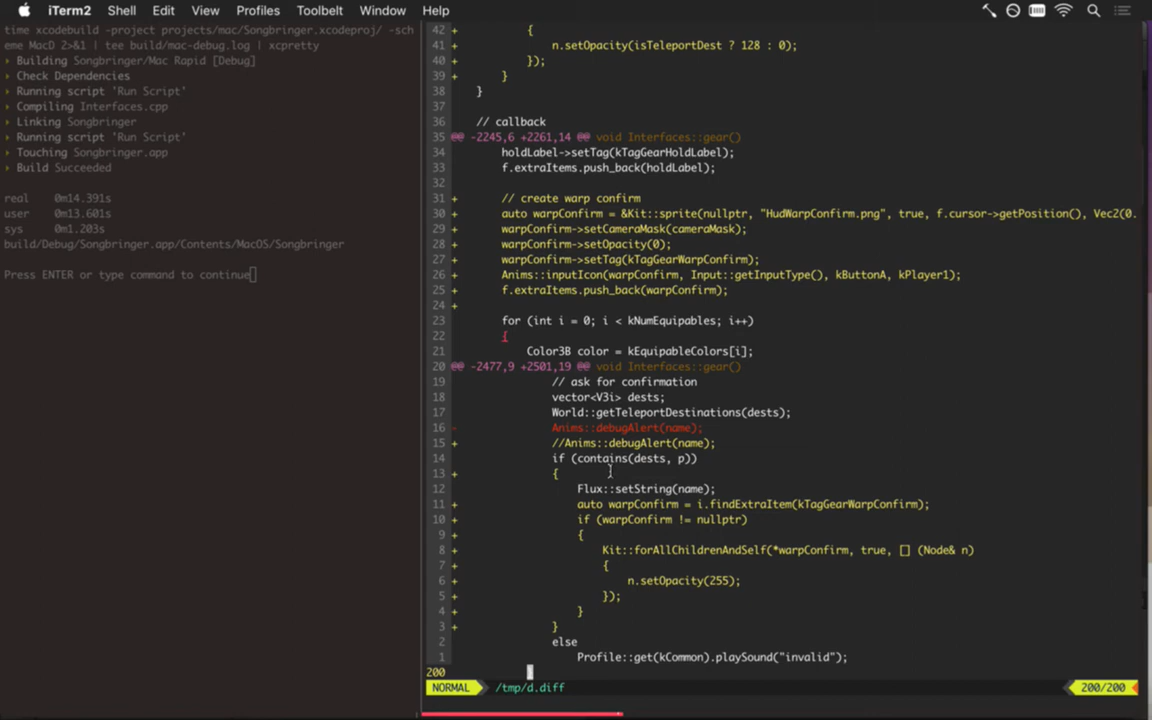 iTerm2 Shell Edit View Profiles Toolbelt Window Help
time xcodebuild -project projects/mac/Songbringer.xcodeproj/ -sch
eme MacD 2>&1 | tee build/mac-debug.log | xcpretty
Building Songbringer/Mac Rapid [Debug]
Check Dependencies
Running script 'Run Script'
Compiling Interfaces.cpp
Linking Songbringer
Running script 'Run Script'
Touching Songbringer.app
Build Succeeded
real 0m14.391s
user 0m13.601s
sys 0m1.203s
build/Debug/Songbringer.app/Contents/MacOS/Songbringer
Press ENTER or type command to continue
42 + {
41 + n.setOpacity(isTeleportDest ? 128 : 0);
40 + });
39 + }
38 }
37
36 // callback
35 @@ -2245,6 +2261,14 @@ void Interfaces::gear()
34 holdLabel->setTag(kTagGearHoldLabel);
33 f.extraItems.push_back(holdLabel);
32
31 + // create warp confirm
30 + auto warpConfirm = &Kit::sprite(nullptr, "HudWarpConfirm.png", true, f.cursor->getPosition(), Vec2(0.
29 + warpConfirm->setCameraMask(cameraMask);
28 + warpConfirm->setOpacity(0);
27 + warpConfirm->setTag(kTagGearWarpConfirm);
26 + Anims::inputIcon(warpConfirm, Input::getInputType(), kButtonA, kPlayer1);
25 + f.extraItems.push_back(warpConfirm);
24 +
23 for (int i = 0; i < kNumEquipables; i++)
22 {
21 Color3B color = kEquipableColors[i];
20 @@ -2477,9 +2501,19 @@ void Interfaces::gear()
19 // ask for confirmation
18 vector<V3i> dests;
17 World::getTeleportDestinations(dests);
16 - Anims::debugAlert(name);
15 + //Anims::debugAlert(name);
14 if (contains(dests, p))
13 + {
12 Flux::setString(name);
11 + auto warpConfirm = i.findExtraItem(kTagGearWarpConfirm);
10 + if (warpConfirm != nullptr)
9 + {
8 + Kit::forAllChildrenAndSelf(*warpConfirm, true, [] (Node& n)
7 + {
6 + n.setOpacity(255);
5 + });
4 + }
3 + }
2 else
1 Profile::get(kCommon).playSound("invalid");
200 }
NORMAL /tmp/d.diff 200/200